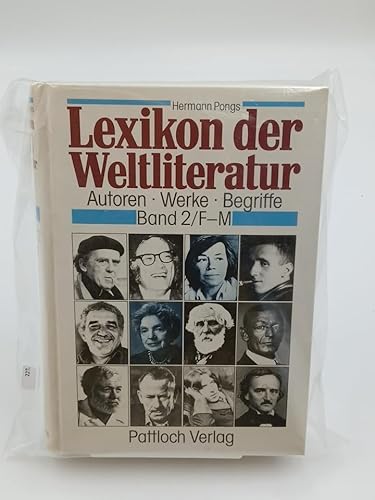 Hermann Pongs
Lexikon der
Weltliteratur
Autoren · Werke · Begriffe
Band 2/F–M
Pattloch Verlag